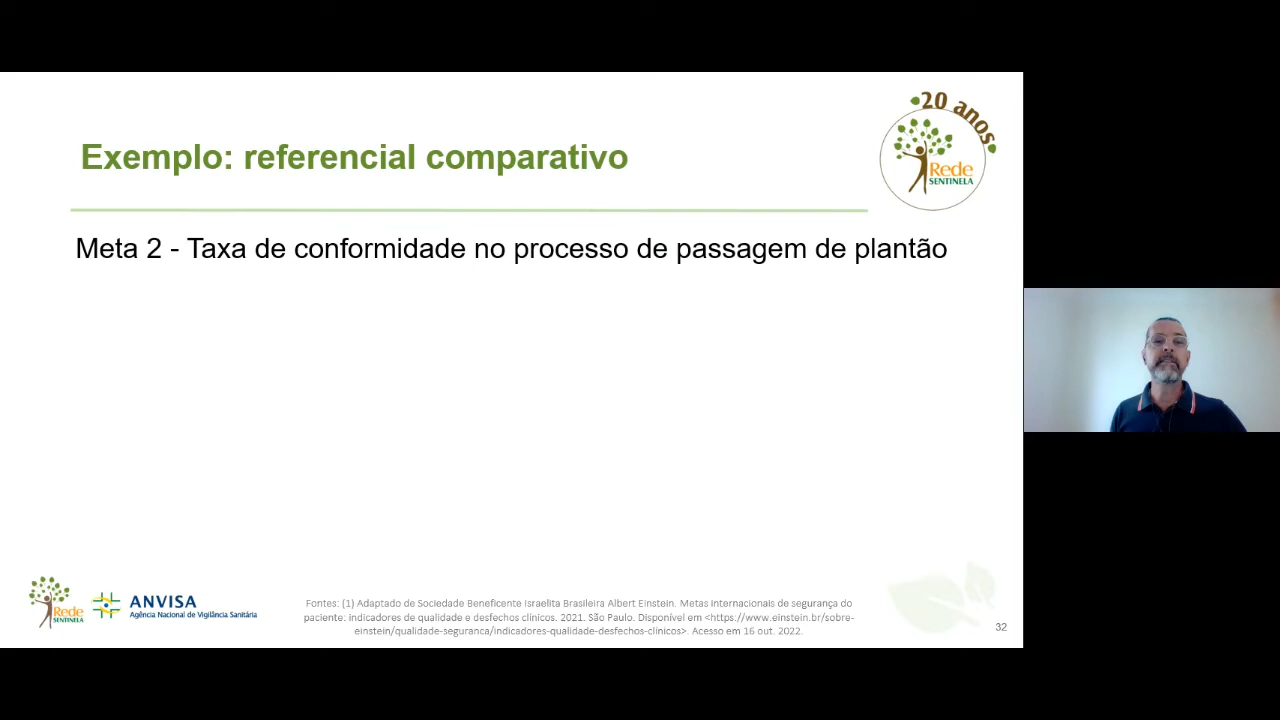 20 anos
Rede
SENTINELA
Exemplo: referencial comparativo
Meta 2 - Taxa de conformidade no processo de passagem de plantão
Rede
SENTINELA
ANVISA
Agência Nacional de Vigilância Sanitária
Fontes: (1) Adaptado de Sociedade Beneficente Israelita Brasileira Albert Einstein. Metas internacionais de segurança do
paciente: indicadores de qualidade e desfechos clínicos. 2021. São Paulo. Disponível em <https://www.einstein.br/sobre-
einstein/qualidade-seguranca/indicadores-qualidade-desfechos-clinicos>. Acesso em 16 out. 2022.
32